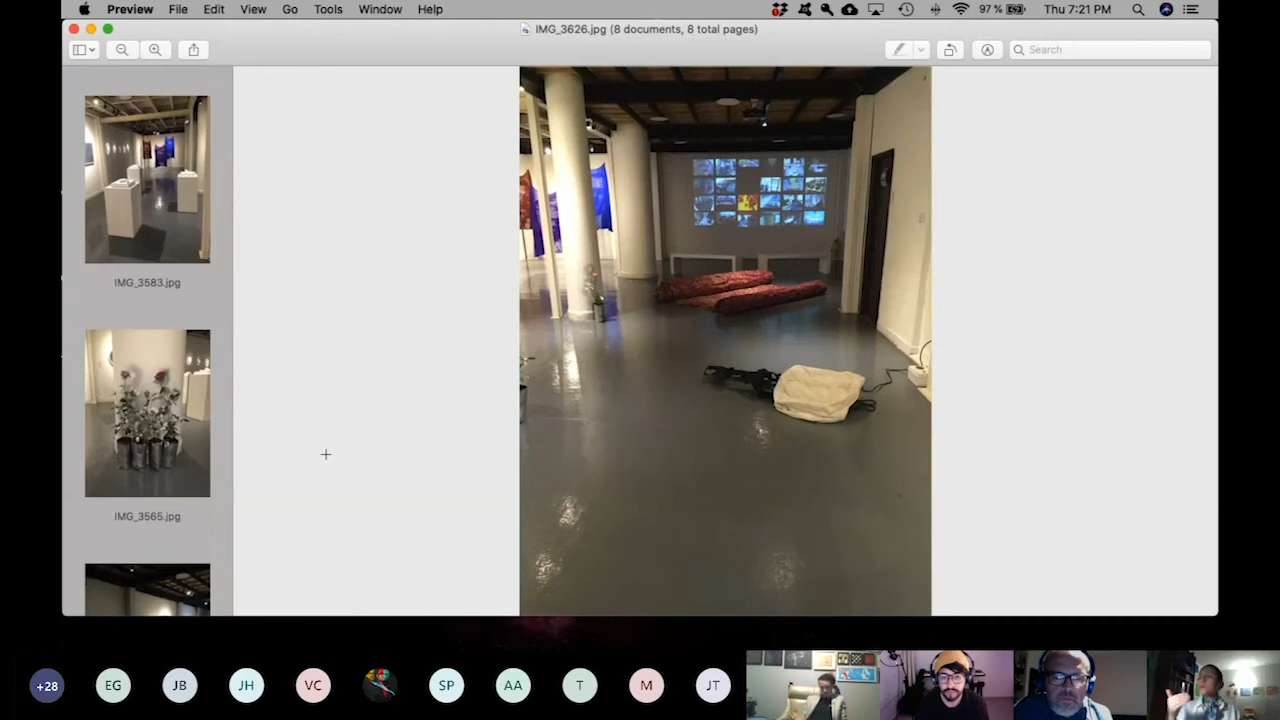 Preview File Edit View Go Tools Window Help 97 % Thu 7:21 PM
IMG_3626.jpg (8 documents, 8 total pages)
Search
IMG_3583.jpg
IMG_3565.jpg
+28 EG JB JH VC SP AA T M JT